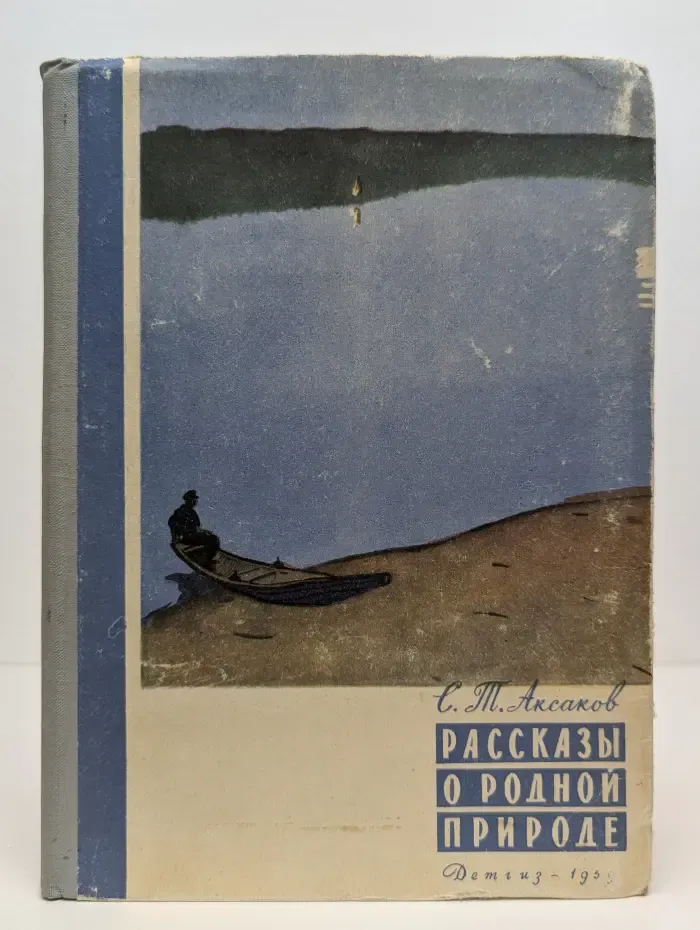 С. Т. Аксаков
РАССКАЗЫ
О РОДНОЙ
ПРИРОДЕ
Детгиз -